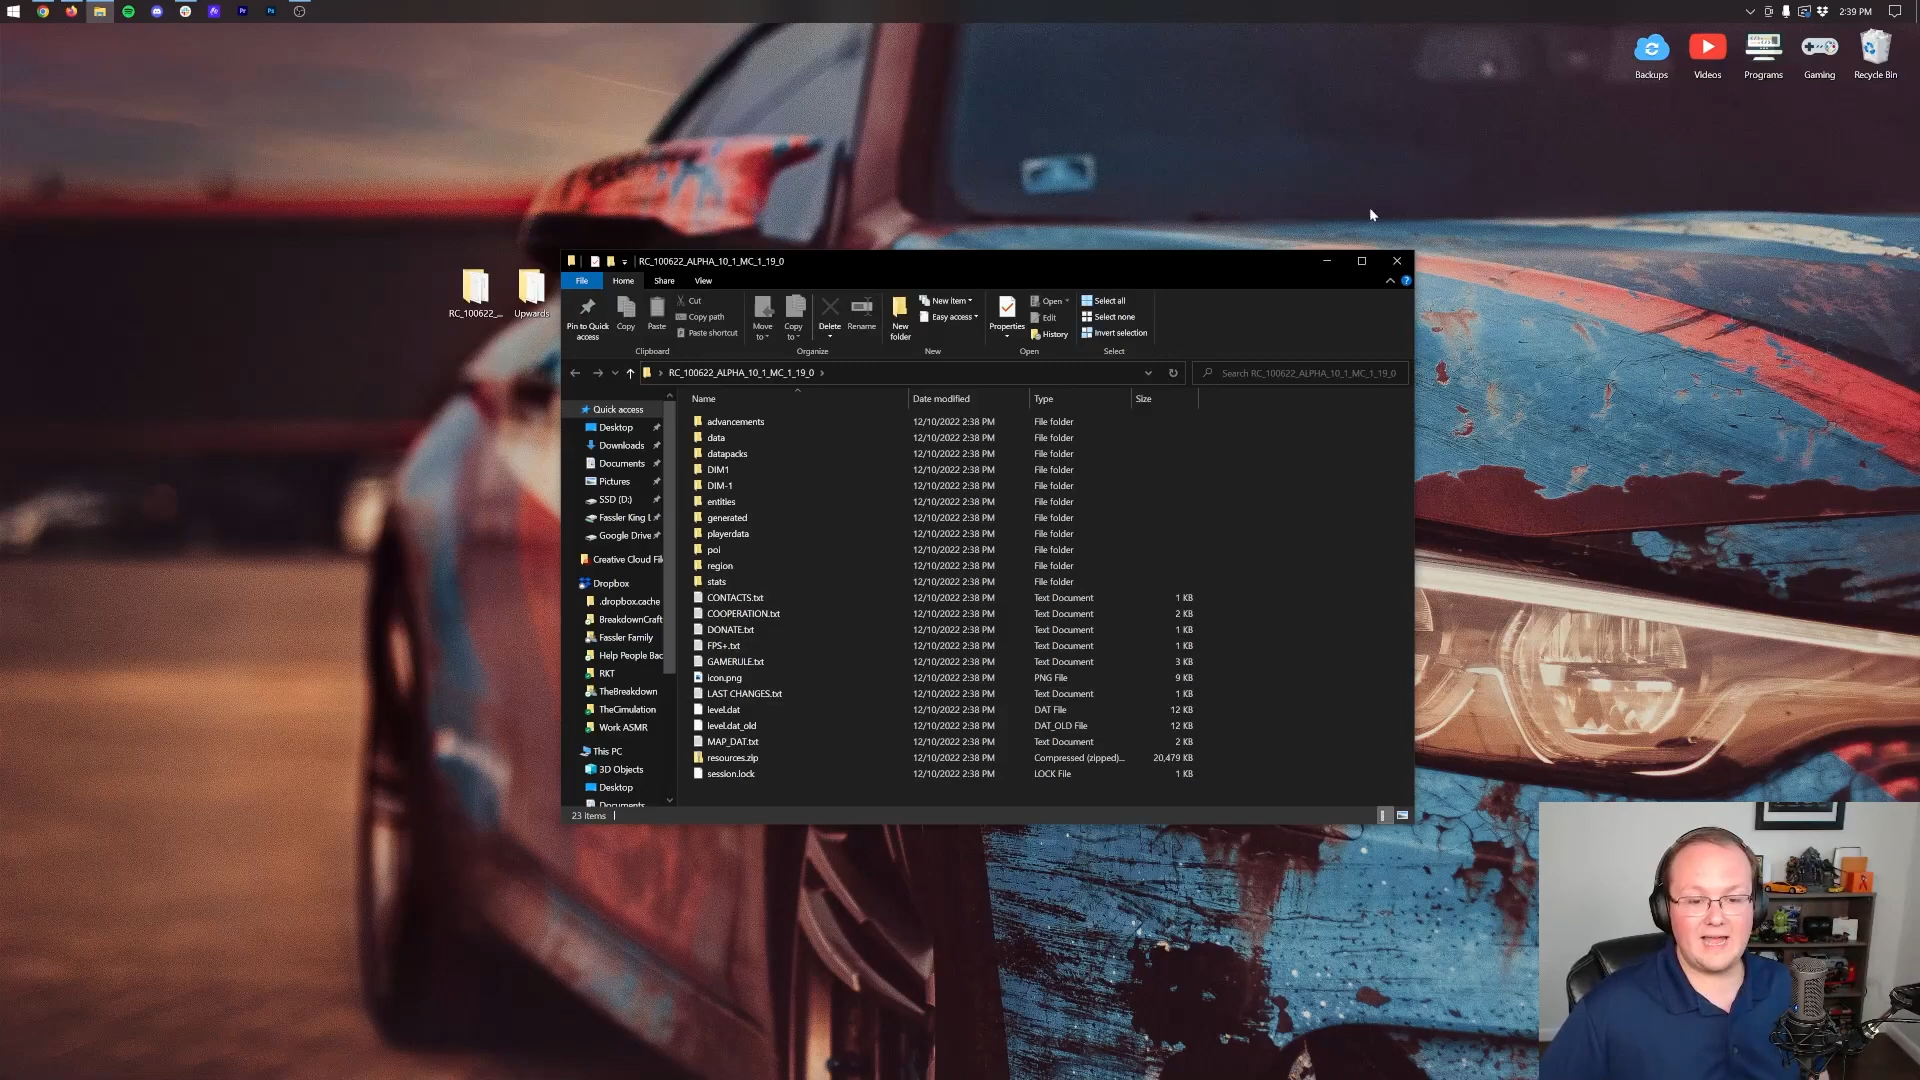 2:39 PM
Backups
Videos
Programs
Gaming
Recycle Bin
RC_100622_...
Upwards
RC_100622_ALPHA_10_1_MC_1_19_0
File
Home
Share
View
Pin to Quick access
Copy
Paste
Cut
Copy path
Paste shortcut
Clipboard
Move to
Copy to
Delete
Rename
Organize
New folder
New item
Easy access
New
Properties
Open
Edit
History
Open
Select all
Select none
Invert selection
Select
RC_100622_ALPHA_10_1_MC_1_19_0
Search RC_100622_ALPHA_10_1_MC_1_19_0
Quick access
Desktop
Downloads
Documents
Pictures
SSD (D:)
Fassler King
Google Drive
Creative Cloud Fil
Dropbox
.dropbox.cache
BreakdownCraft
Fassler Family
Help People Bac
RKT
TheBreakdown
TheCimulation
Work ASMR
This PC
3D Objects
Desktop
Documents
Name Date modified Type Size
advancements 12/10/2022 2:38 PM File folder
data 12/10/2022 2:38 PM File folder
datapacks 12/10/2022 2:38 PM File folder
DIM1 12/10/2022 2:38 PM File folder
DIM-1 12/10/2022 2:38 PM File folder
entities 12/10/2022 2:38 PM File folder
generated 12/10/2022 2:38 PM File folder
playerdata 12/10/2022 2:38 PM File folder
poi 12/10/2022 2:38 PM File folder
region 12/10/2022 2:38 PM File folder
stats 12/10/2022 2:38 PM File folder
CONTACTS.txt 12/10/2022 2:38 PM Text Document 1 KB
COOPERATION.txt 12/10/2022 2:38 PM Text Document 2 KB
DONATE.txt 12/10/2022 2:38 PM Text Document 1 KB
FPS+.txt 12/10/2022 2:38 PM Text Document 1 KB
GAMERULE.txt 12/10/2022 2:38 PM Text Document 3 KB
icon.png 12/10/2022 2:38 PM PNG File 9 KB
LAST CHANGES.txt 12/10/2022 2:38 PM Text Document 1 KB
level.dat 12/10/2022 2:38 PM DAT File 12 KB
level.dat_old 12/10/2022 2:38 PM DAT_OLD File 12 KB
MAP_DAT.txt 12/10/2022 2:38 PM Text Document 2 KB
resources.zip 12/10/2022 2:38 PM Compressed (zipped)... 20,479 KB
session.lock 12/10/2022 2:38 PM LOCK File 1 KB
23 items